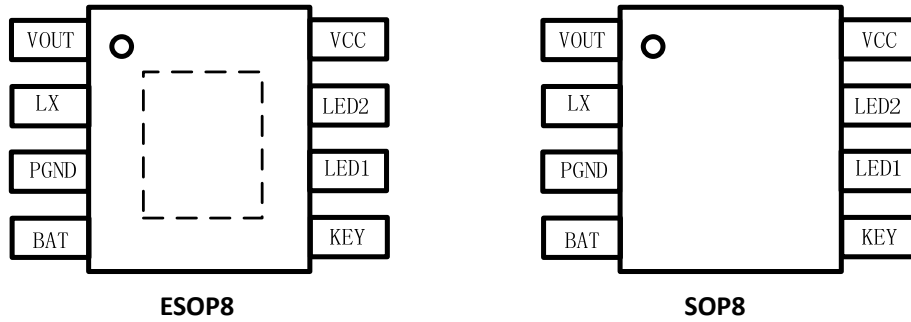 VOUT VCC VOUT VCC
LX LED2 LX LED2
PGND LED1 PGND LED1
BAT KEY BAT KEY
ESOP8 SOP8